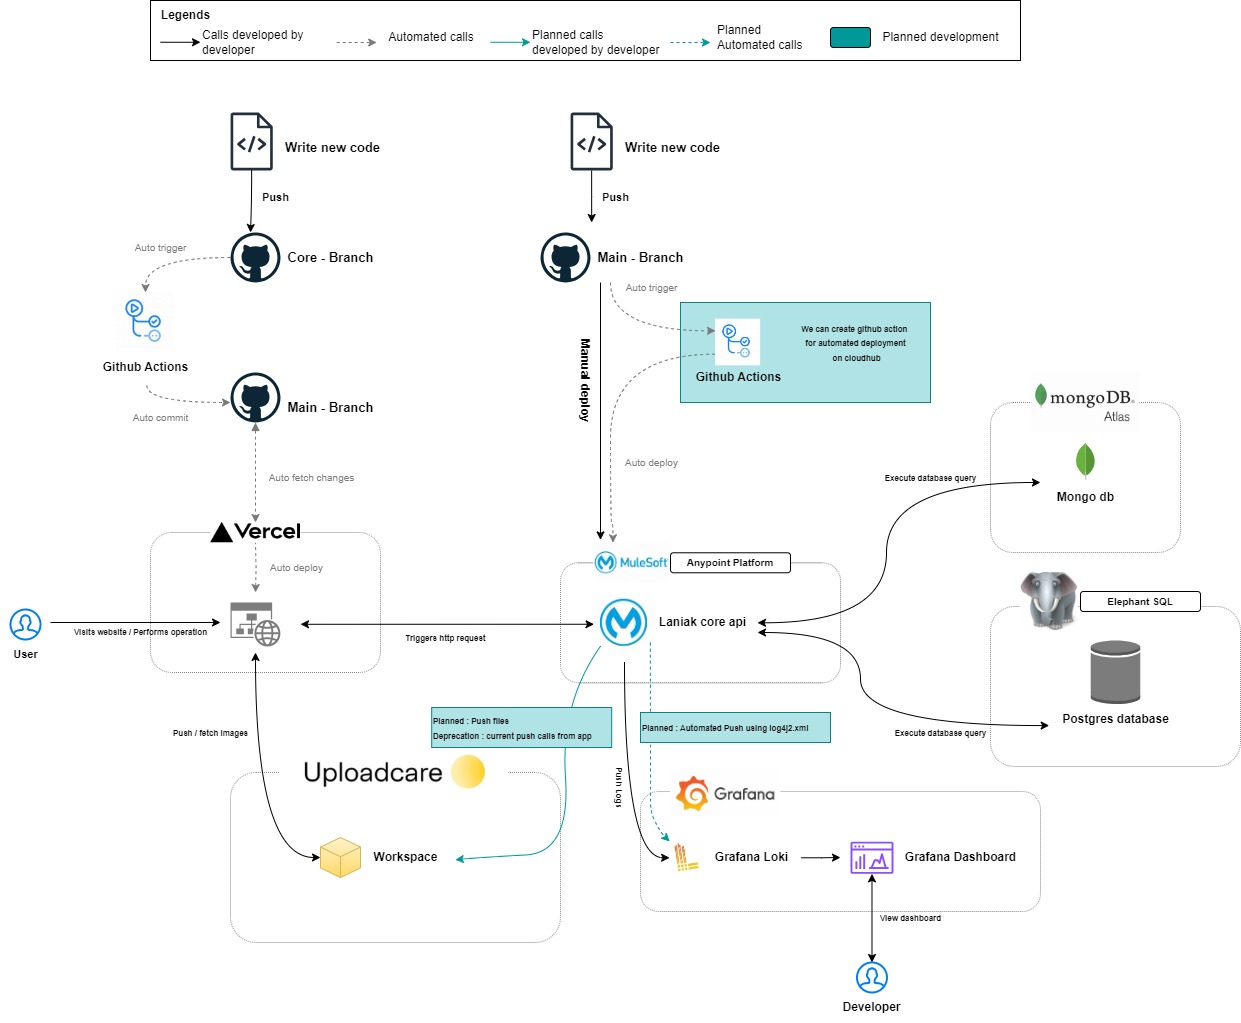 Legends
Calls developed by
developer
Automated calls
Planned calls
developed by developer
Planned
Automated calls
Planned development
Write new code
Write new code
Push
Push
Auto trigger
Core - Branch
Main - Branch
Auto trigger
We can create github action
for automated deployment
on cloudhub
Github Actions
Github Actions
Manual deploy
Main - Branch
Auto commit
mongoDB.
Atlas
Auto deploy
Auto fetch changes
Execute database query
Mongo db
Vercel
Auto deploy
MuleSoft
Anypoint Platform
Elephant SQL
Laniak core api
Visits website / Performs operation
Triggers http request
User
Postgres database
Planned : Push files
Deprecation : current push calls from app
Planned : Automated Push using log4j2.xml
Push / fetch images
Execute database query
Uploadcare
Push Logs
Grafana
Workspace
Grafana Loki
Grafana Dashboard
View dashboard
Developer